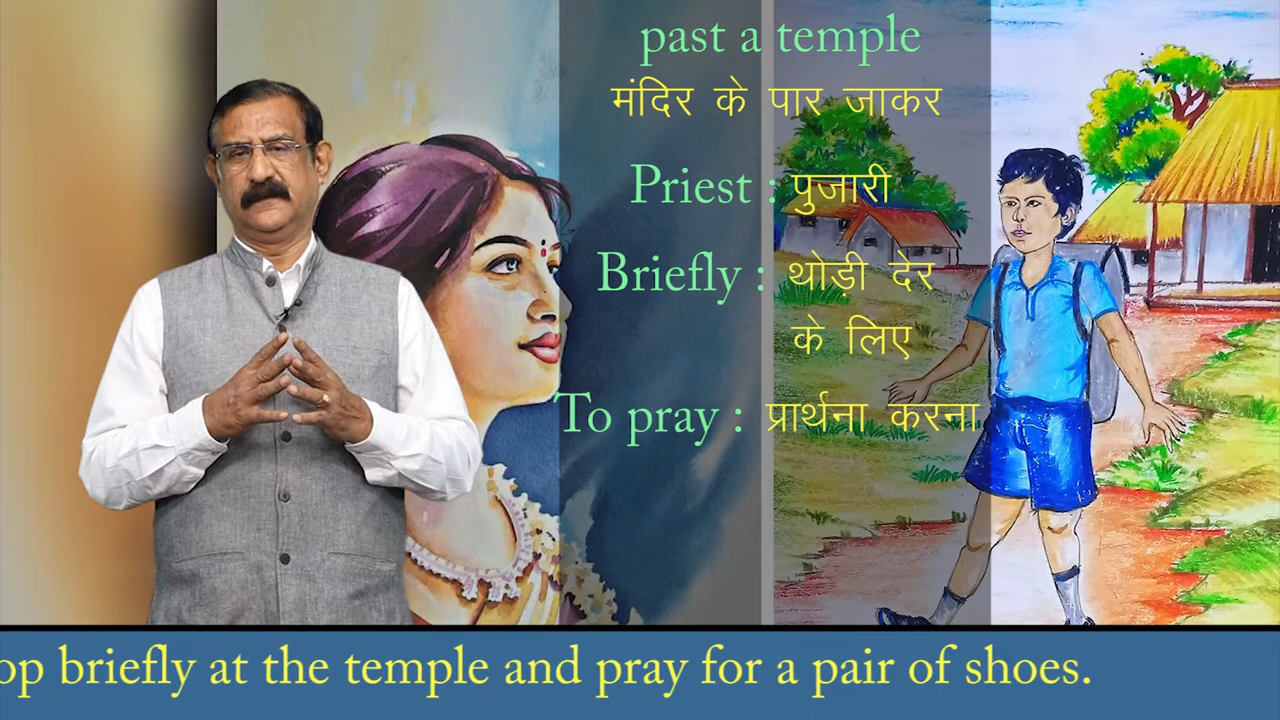 past a temple
मंदिर के पार जाकर
Priest : पुजारी
Briefly : थोड़ी देर
के लिए
To pray : प्रार्थना करना
briefly at the temple and pray for a pair of shoes.